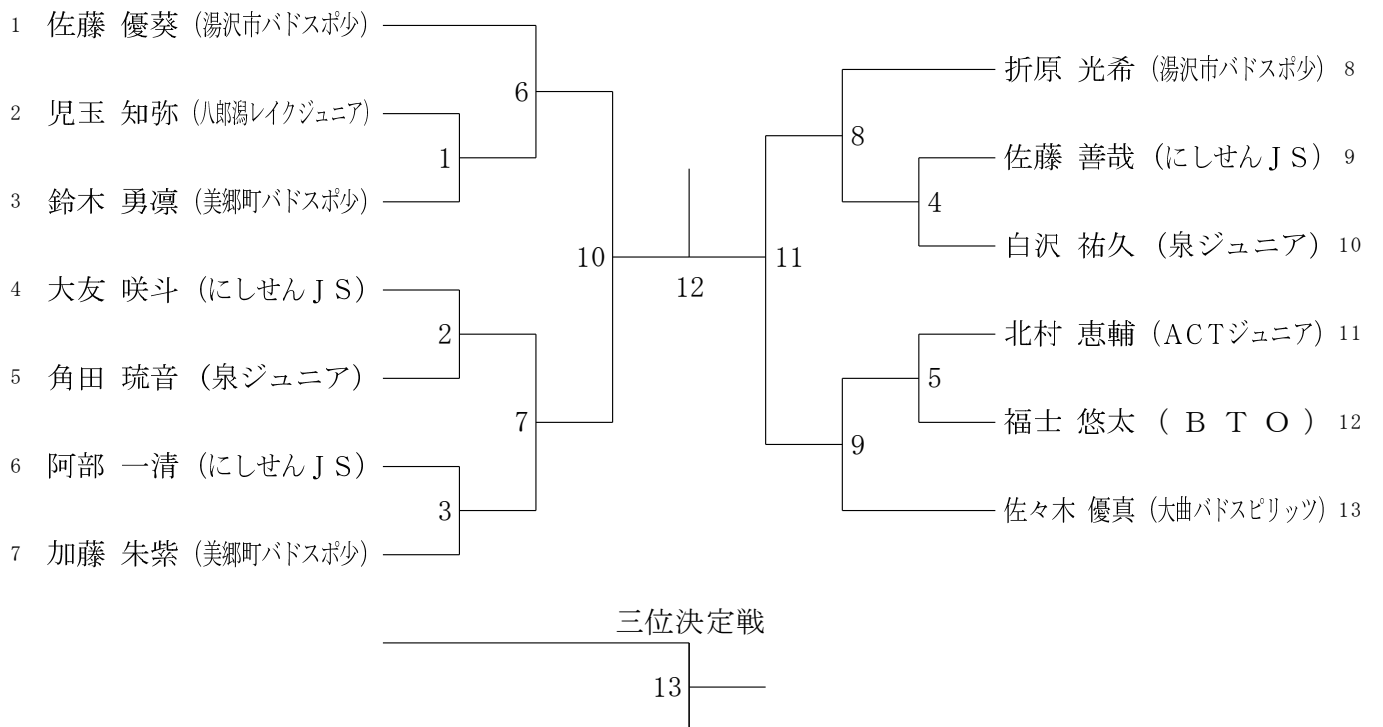 1 佐藤 優葵 (湯沢市バドスポ少)
2 児玉 知弥 (八郎潟レイクジュニア)
3 鈴木 勇凛 (美郷町バドスポ少)
4 大友 咲斗 (にしせんＪＳ)
5 角田 琉音 (泉ジュニア)
6 阿部 一清 (にしせんＪＳ)
7 加藤 朱紫 (美郷町バドスポ少)
6
1
2
7
3
10
12
11
8
4
5
9
折原 光希 (湯沢市バドスポ少) 8
佐藤 善哉 (にしせんＪＳ) 9
白沢 祐久 (泉ジュニア) 10
北村 恵輔 (ACTジュニア) 11
福士 悠太 (ＢＴＯ) 12
佐々木 優真 (大曲バドスピリッツ) 13
三位決定戦
13